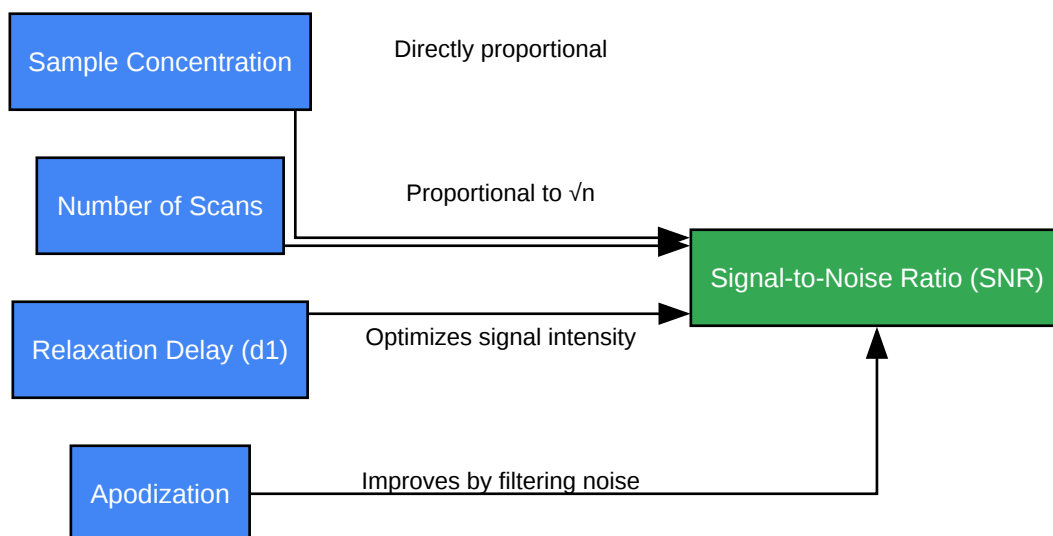 Sample Concentration
Directly proportional
Number of Scans
Proportional to √n
Signal-to-Noise Ratio (SNR)
Relaxation Delay (d1)
Optimizes signal intensity
Apodization
Improves by filtering noise